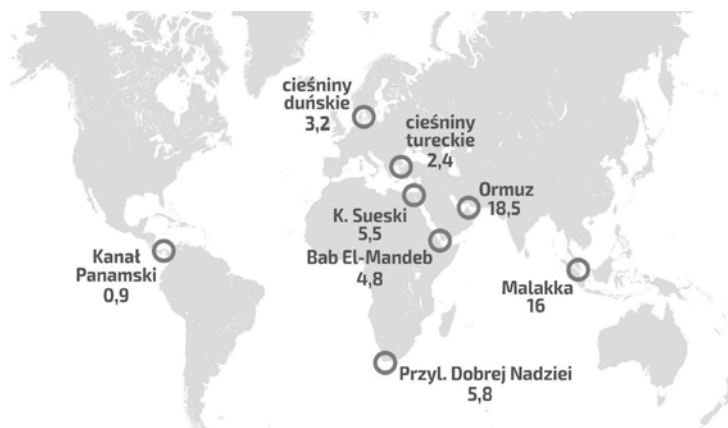 cieśniny
duńskie
3,2
cieśniny
tureckie
2,4
Ormuz
18,5
K. Sueski
5,5
Bab El-Mandeb
4,8
Kanał
Panamski
0,9
Malakka
16
Przyl. Dobrej Nadziei
5,8